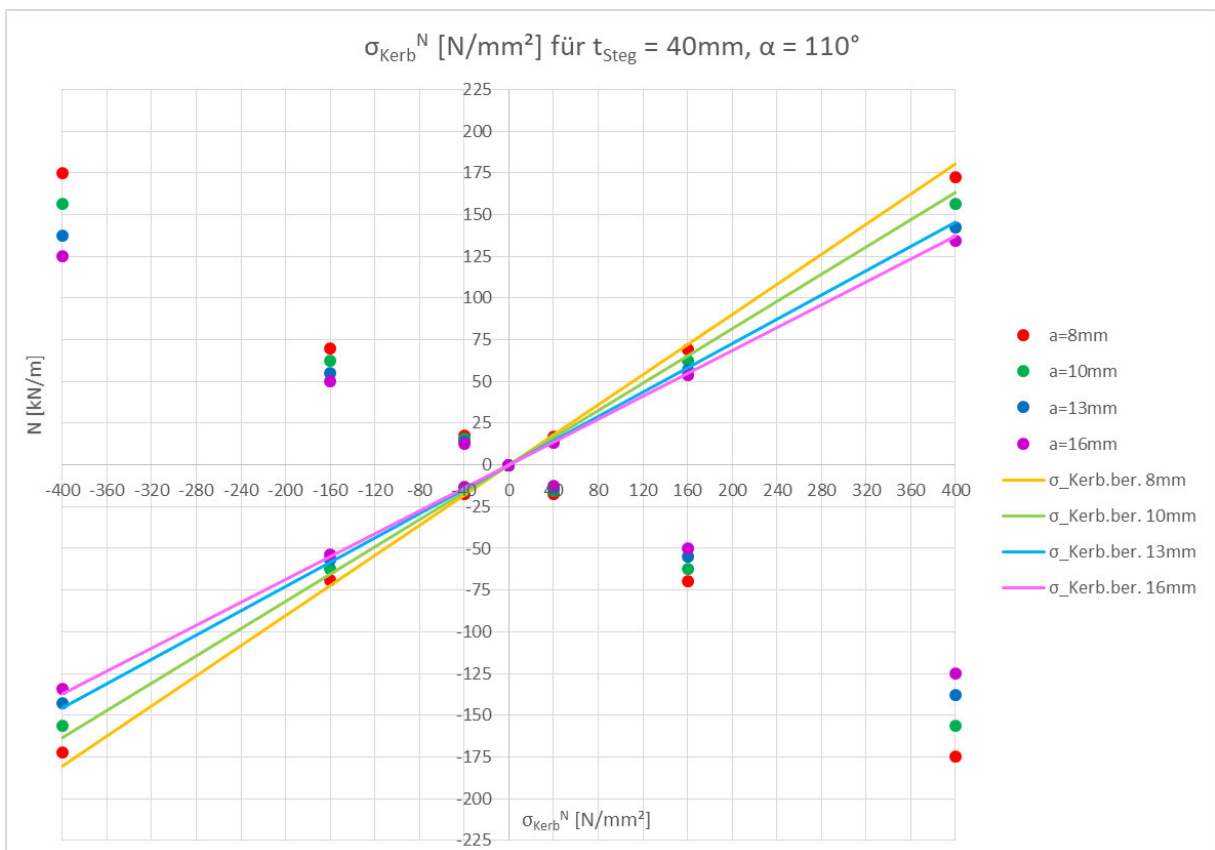 σKerbᴺ [N/mm²] für tSteg = 40mm, α = 110°
225
200
175
150
125
100
75
50
25
0
-25
-50
-75
-100
-125
-150
-175
-200
-225
N [kN/m]
-400 -360 -320 -280 -240 -200 -160 -120 -80 -40 0 40 80 120 160 200 240 280 320 360 400
σKerbᴺ [N/mm²]
a=8mm
a=10mm
a=13mm
a=16mm
σ_Kerb.ber. 8mm
σ_Kerb.ber. 10mm
σ_Kerb.ber. 13mm
σ_Kerb.ber. 16mm